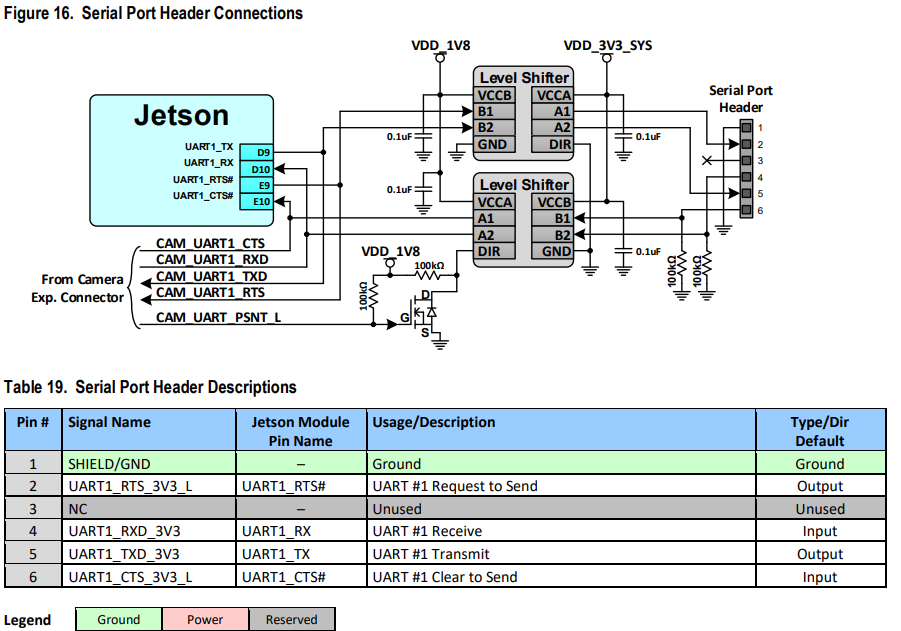 Figure 16. Serial Port Header Connections
VDD_1V8
VDD_3V3_SYS
Level Shifter
VCCB VCCA
B1 A1
B2 A2
GND DIR
0.1uF
0.1uF
Serial Port
Header
1
2
3
4
5
6
Jetson
UART1_TX D9
UART1_RX D10
UART1_RTS# E9
UART1_CTS# E10
0.1uF
Level Shifter
VCCA VCCB
A1 B1
A2 B2
DIR GND
0.1uF
100kΩ
100kΩ
CAM_UART1_CTS
CAM_UART1_RXD
CAM_UART1_TXD
CAM_UART1_RTS
CAM_UART_PSNT_L
From Camera
Exp. Connector
VDD_1V8
100kΩ
100kΩ
D
G
S
Table 19. Serial Port Header Descriptions
Pin # Signal Name Jetson Module Pin Name Usage/Description Type/Dir Default
1 SHIELD/GND – Ground Ground
2 UART1_RTS_3V3_L UART1_RTS# UART #1 Request to Send Output
3 NC – Unused Unused
4 UART1_RXD_3V3 UART1_RX UART #1 Receive Input
5 UART1_TXD_3V3 UART1_TX UART #1 Transmit Output
6 UART1_CTS_3V3_L UART1_CTS# UART #1 Clear to Send Input
Legend Ground Power Reserved